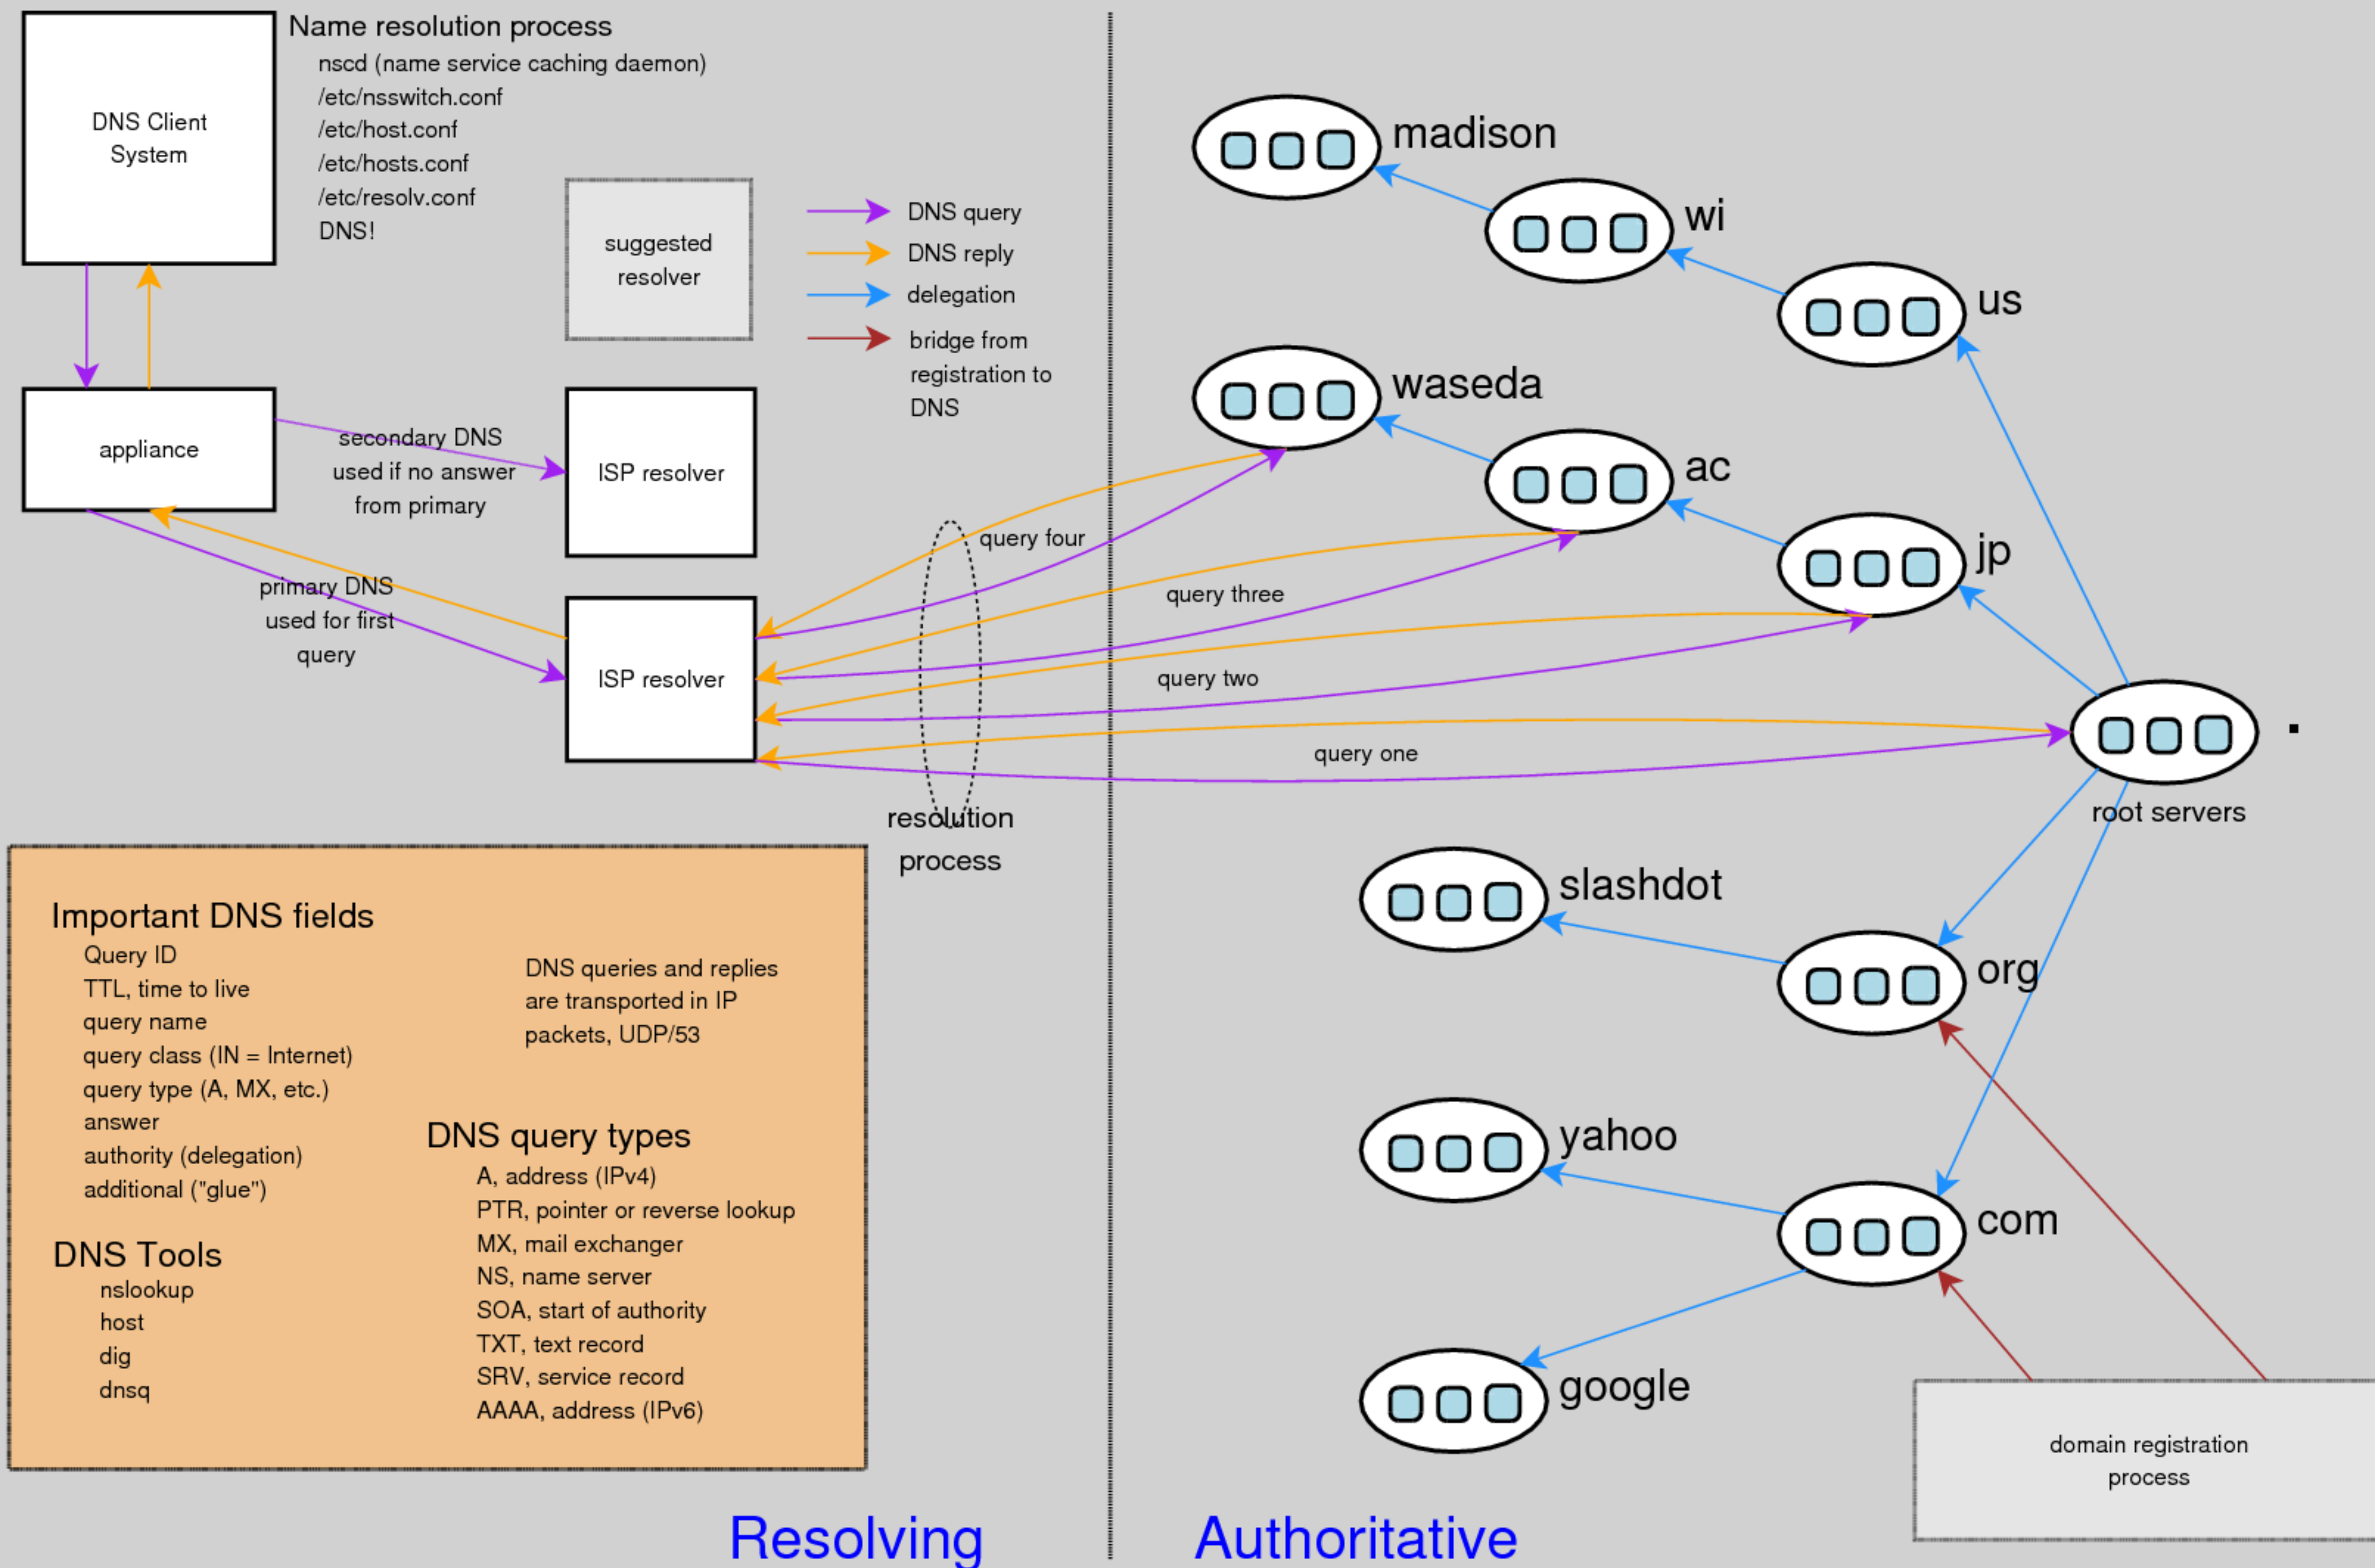 Name resolution process
nscd (name service caching daemon)
/etc/nsswitch.conf
/etc/host.conf
/etc/hosts.conf
/etc/resolv.conf
DNS!
DNS Client
System
suggested
resolver
DNS query
DNS reply
delegation
bridge from
registration to
DNS
appliance
secondary DNS
used if no answer
from primary
ISP resolver
primary DNS
used for first
query
ISP resolver
query four
query three
query two
query one
resolution
process
madison
wi
us
waseda
ac
jp
.
root servers
slashdot
org
yahoo
com
google
domain registration
process
Important DNS fields
Query ID
TTL, time to live
query name
query class (IN = Internet)
query type (A, MX, etc.)
answer
authority (delegation)
additional ("glue")
DNS queries and replies
are transported in IP
packets, UDP/53
DNS Tools
nslookup
host
dig
dnsq
DNS query types
A, address (IPv4)
PTR, pointer or reverse lookup
MX, mail exchanger
NS, name server
SOA, start of authority
TXT, text record
SRV, service record
AAAA, address (IPv6)
Resolving
Authoritative